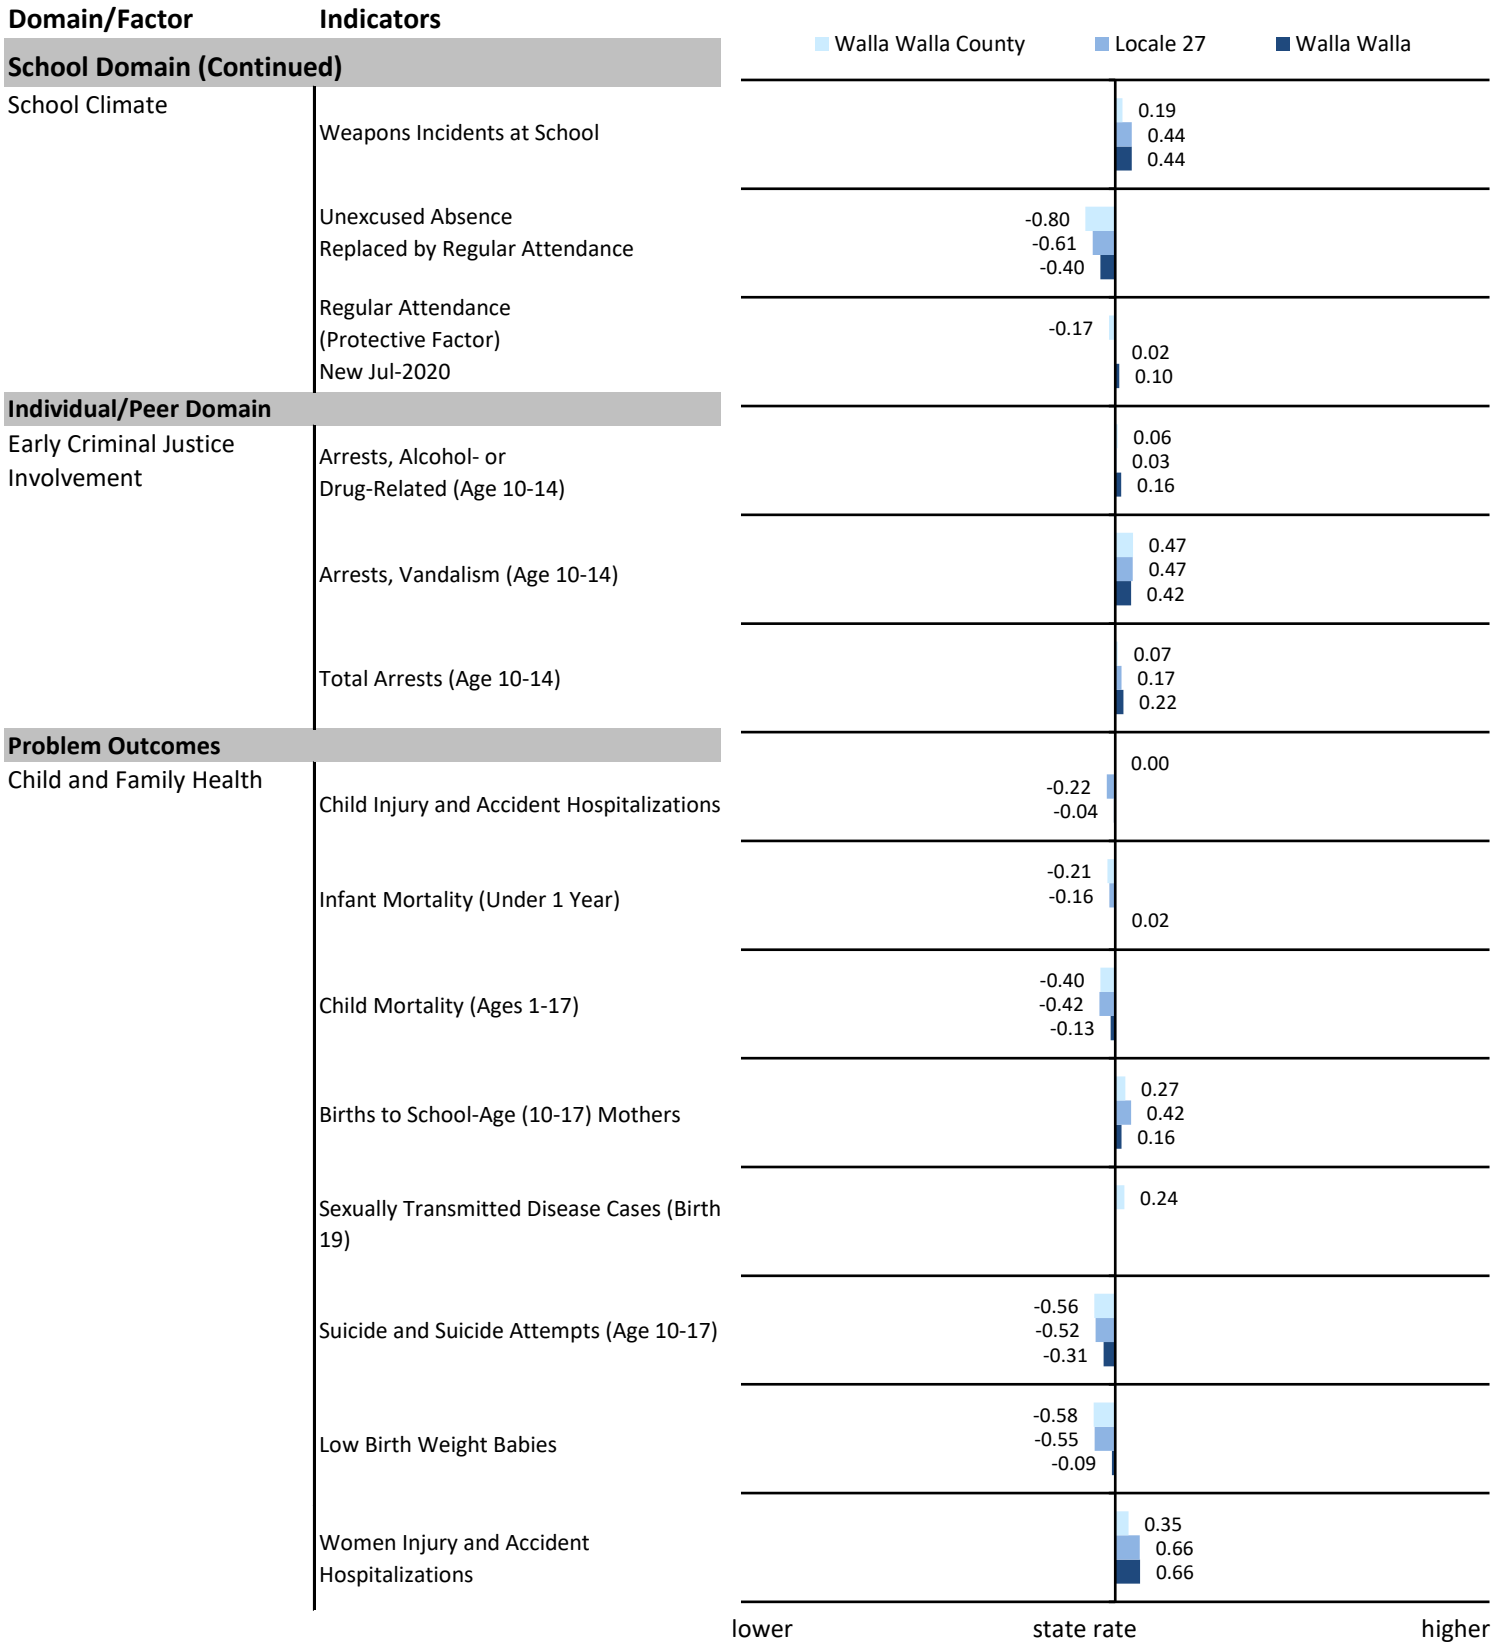 Domain/Factor Indicators
Walla Walla County Locale 27 Walla Walla
School Domain (Continued)
School Climate
Weapons Incidents at School
0.19
0.44
0.44
Unexcused Absence
Replaced by Regular Attendance
-0.80
-0.61
-0.40
Regular Attendance
(Protective Factor)
New Jul-2020
-0.17
0.02
0.10
Individual/Peer Domain
Early Criminal Justice
Involvement
Arrests, Alcohol- or
Drug-Related (Age 10-14)
0.06
0.03
0.16
Arrests, Vandalism (Age 10-14)
0.47
0.47
0.42
Total Arrests (Age 10-14)
0.07
0.17
0.22
Problem Outcomes
Child and Family Health
Child Injury and Accident Hospitalizations
0.00
-0.22
-0.04
Infant Mortality (Under 1 Year)
-0.21
-0.16
0.02
Child Mortality (Ages 1-17)
-0.40
-0.42
-0.13
Births to School-Age (10-17) Mothers
0.27
0.42
0.16
Sexually Transmitted Disease Cases (Birth
19)
0.24
Suicide and Suicide Attempts (Age 10-17)
-0.56
-0.52
-0.31
Low Birth Weight Babies
-0.58
-0.55
-0.09
Women Injury and Accident
Hospitalizations
0.35
0.66
0.66
lower state rate higher